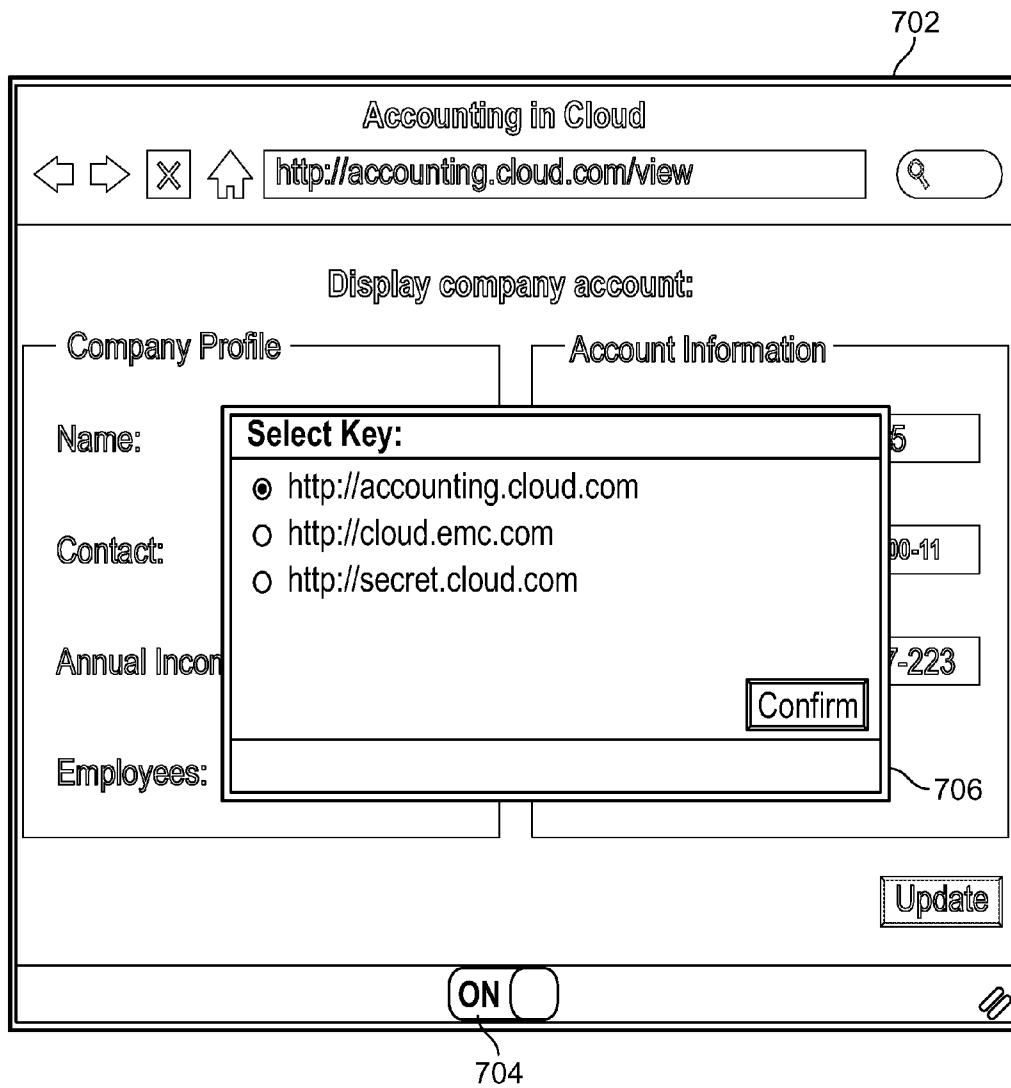 702
Accounting in Cloud
http://accounting.cloud.com/view
Display company account:
Company Profile
Account Information
Name:
5
Select Key:
http://accounting.cloud.com
http://cloud.emc.com
http://secret.cloud.com
Contact:
00-11
Annual Incom
7-223
Confirm
Employees:
706
Update
ON
704